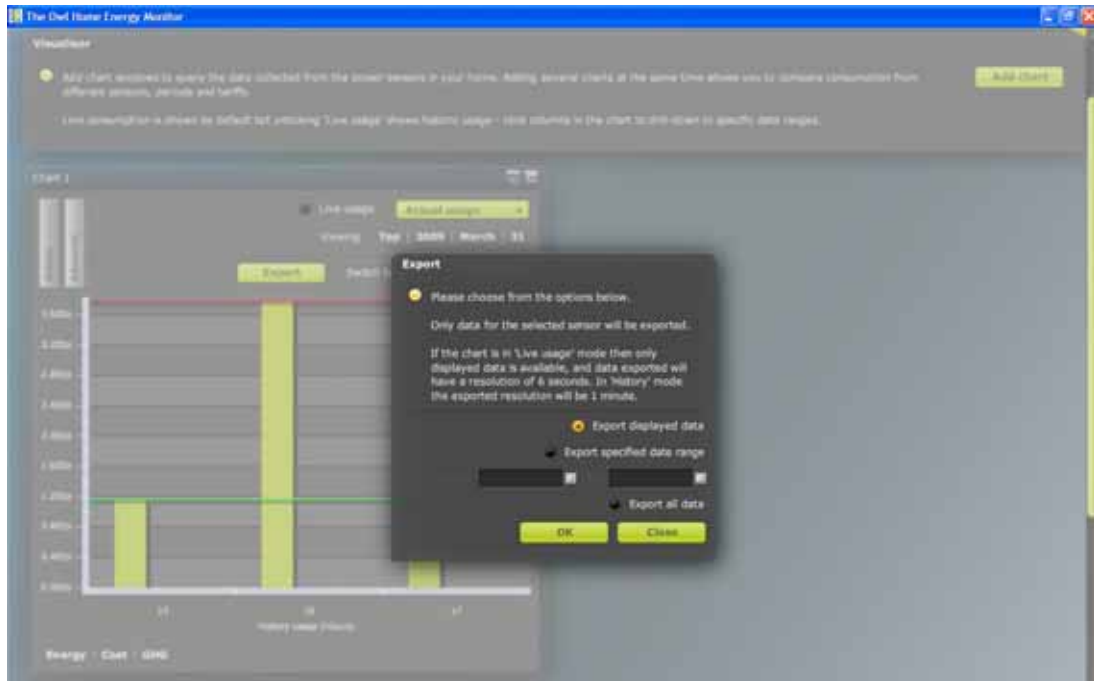 The Owl Home Energy Monitor
Visualiser
Add chart windows to query the data collected from the power sensors in your home. Adding several charts at the same time allows you to compare consumption from
different sensors, periods and tariffs.
Live consumption is shown by default but unticking 'Live usage' shows historic usage - click columns in the chart to drill-down to specific date ranges.
Add chart
Chart 1
Live usage
Actual usage
Viewing Top 2009 March 31
Export
Switch
Export
Please choose from the options below.
Only data for the selected sensor will be exported.
If the chart is in 'Live usage' mode then only
displayed data is available, and data exported will
have a resolution of 6 seconds. In 'History' mode
the exported resolution will be 1 minute.
Export displayed data
Export specified date range
Export all data
OK
Close
15
16
17
History usage (Hours)
Energy Cost GHG